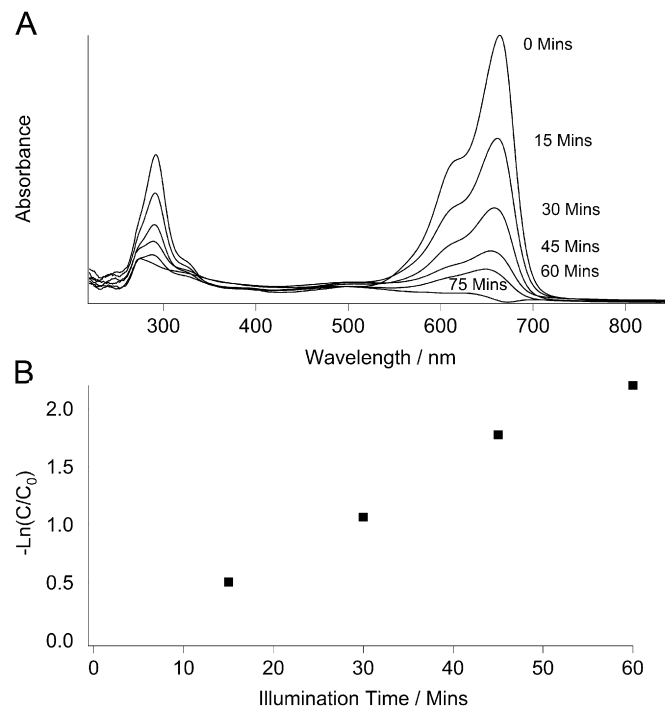 A
0 Mins
15 Mins
30 Mins
45 Mins
60 Mins
75 Mins
Absorbance
300 400 500 600 700 800
Wavelength / nm
B
2.0
1.5
1.0
0.5
0.0
-Ln(C/C₀)
0 10 30 20 40 50 60
Illumination Time / Mins